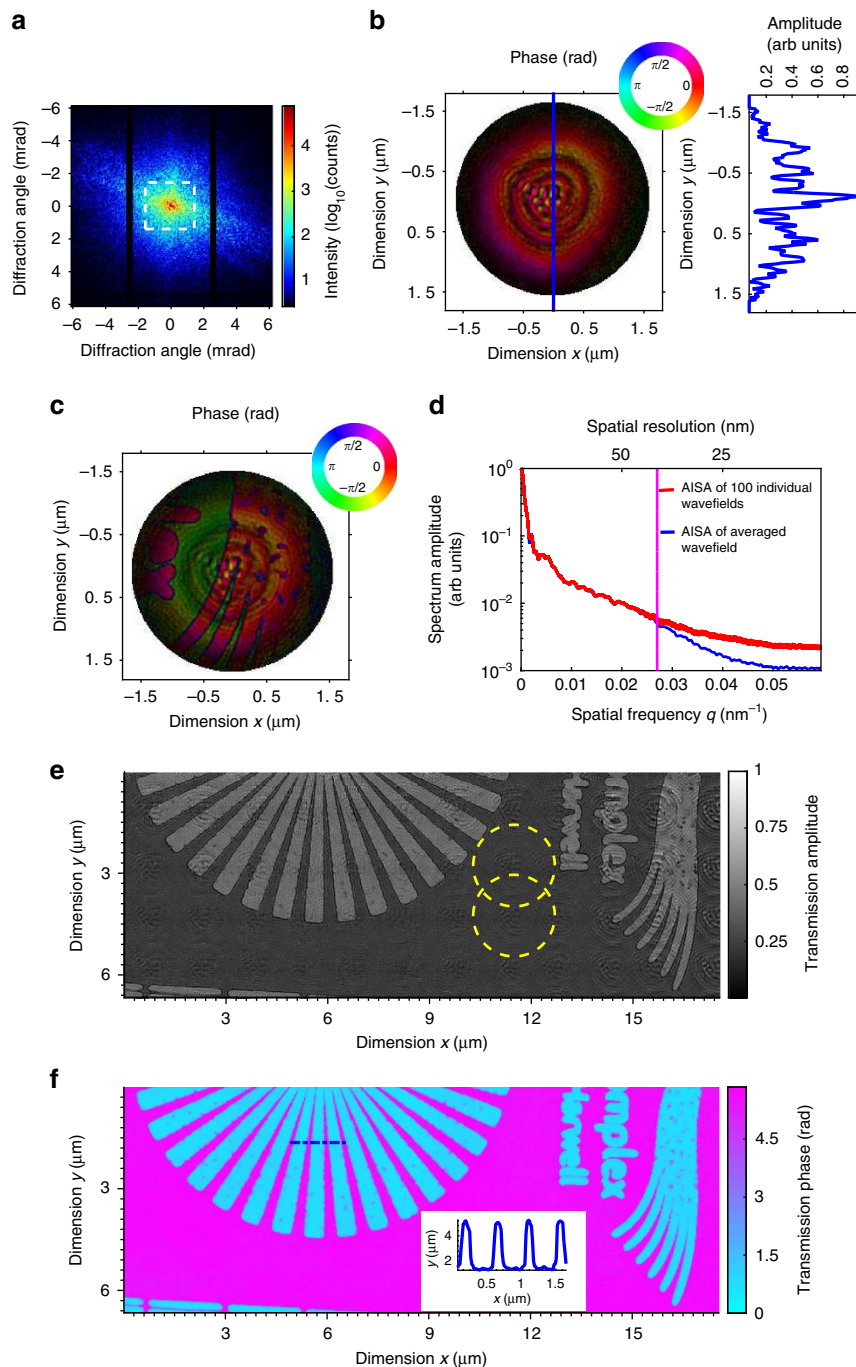 a
−6
−4
−2
0
2
4
6
Diffraction angle (mrad)
−6 −4 −2 0 2 4 6
Diffraction angle (mrad)
4
3
2
1
Intensity (log10(counts))
b
Phase (rad)
π/2
π 0
−π/2
−1.5
−0.5
0. 5
1. 5
Dimension y (μm)
−1.5 −0.5 0. 5 1. 5
Dimension x (μm)
Amplitude
(arb units)
0.2 0.4 0.6 0.8
−1.5
−0.5
0. 5
1. 5
Dimension y (μm)
c
Phase (rad)
π/2
π 0
−π/2
−1.5
−0.5
0. 5
1. 5
Dimension y (μm)
−1.5 −0.5 0. 5 1. 5
Dimension x (μm)
d
Spatial resolution (nm)
50 25
10^0
10^−1
10^−2
10^−3
Spectrum amplitude
(arb units)
AISA of 100 individual
wavefields
AISA of averaged
wavefield
0 0.01 0.02 0.03 0.04 0.05
Spatial frequency q (nm−1)
e
3
6
Dimension y (μm)
mplex
3 6 9 12 15
Dimension x (μm)
1
0.75
0.5
0.25
Transmission amplitude
f
3
6
Dimension y (μm)
mplex
4
2
y (μm)
0.5 1 1.5
x (μm)
3 6 9 12 15
Dimension x (μm)
4.5
3
1.5
0
Transmission phase (rad)